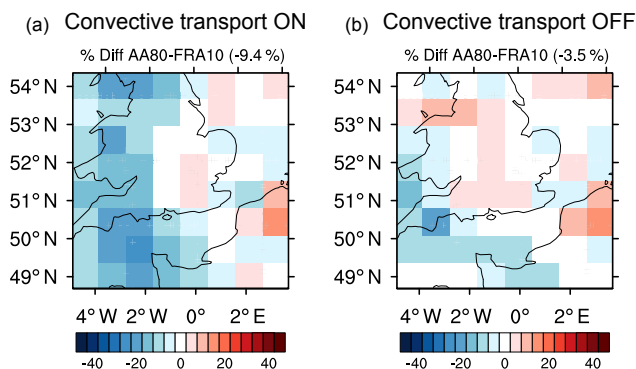 (a) Convective transport ON
% Diff AA80-FRA10 (-9.4 %)
54° N
53° N
52° N
51° N
50° N
49° N
4° W 2° W 0° 2° E
-40 -20 0 20 40
(b) Convective transport OFF
% Diff AA80-FRA10 (-3.5 %)
54° N
53° N
52° N
51° N
50° N
49° N
4° W 2° W 0° 2° E
-40 -20 0 20 40